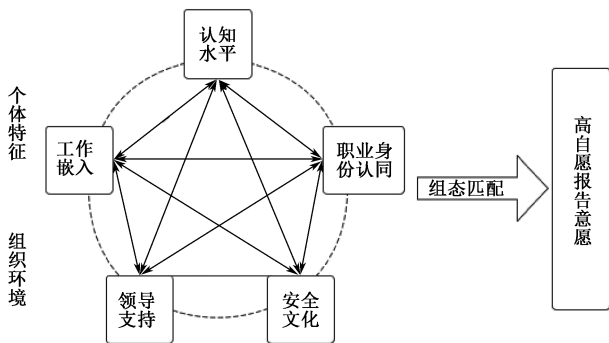 认知
水平
个体特征
工作
嵌入
职业身
份认同
组态匹配
高自愿报告意愿
组织环境
领导
支持
安全
文化